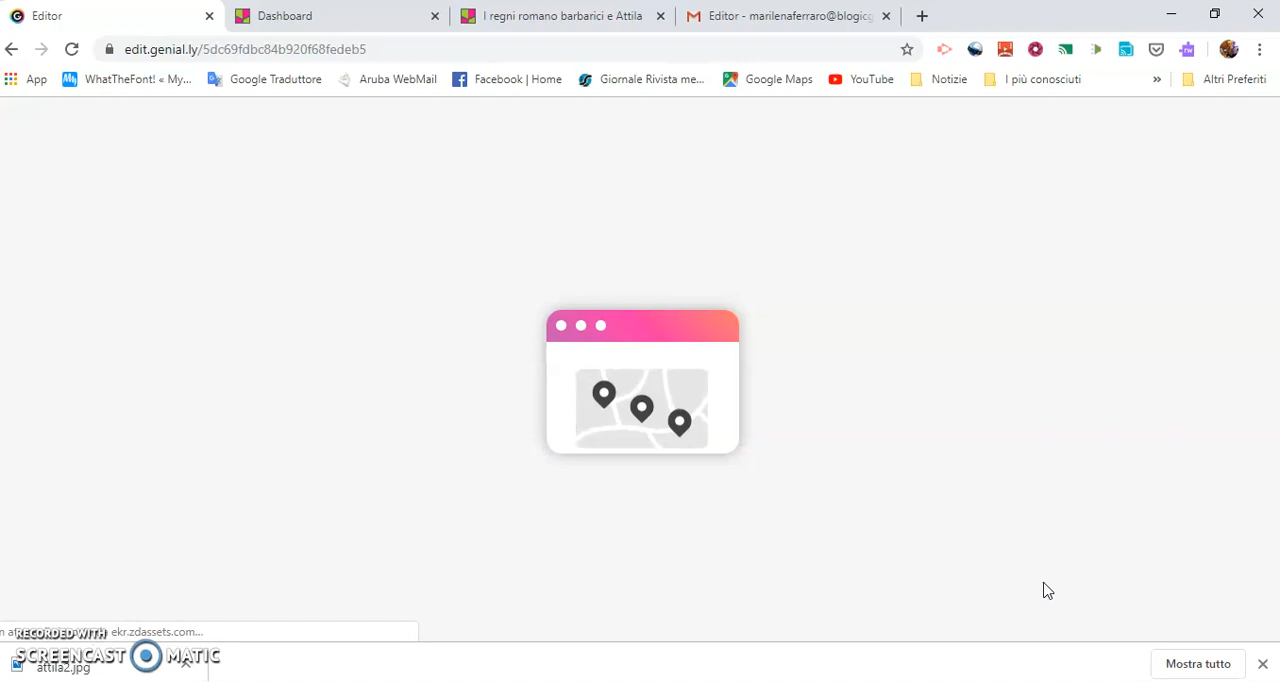 Editor
Dashboard
I regni romano barbarici e Attila
Editor - marilenaferraro@blogicg
edit.genial.ly/5dc69fdbc84b920f68fedeb5
App
WhatTheFont! « My...
Google Traduttore
Aruba WebMail
Facebook | Home
Giornale Rivista me...
Google Maps
YouTube
Notizie
I più conosciuti
»
Altri Preferiti
ekr.zdassets.com...
RECORDED WITH
SCREENCAST MATIC
attila2.jpg
Mostra tutto